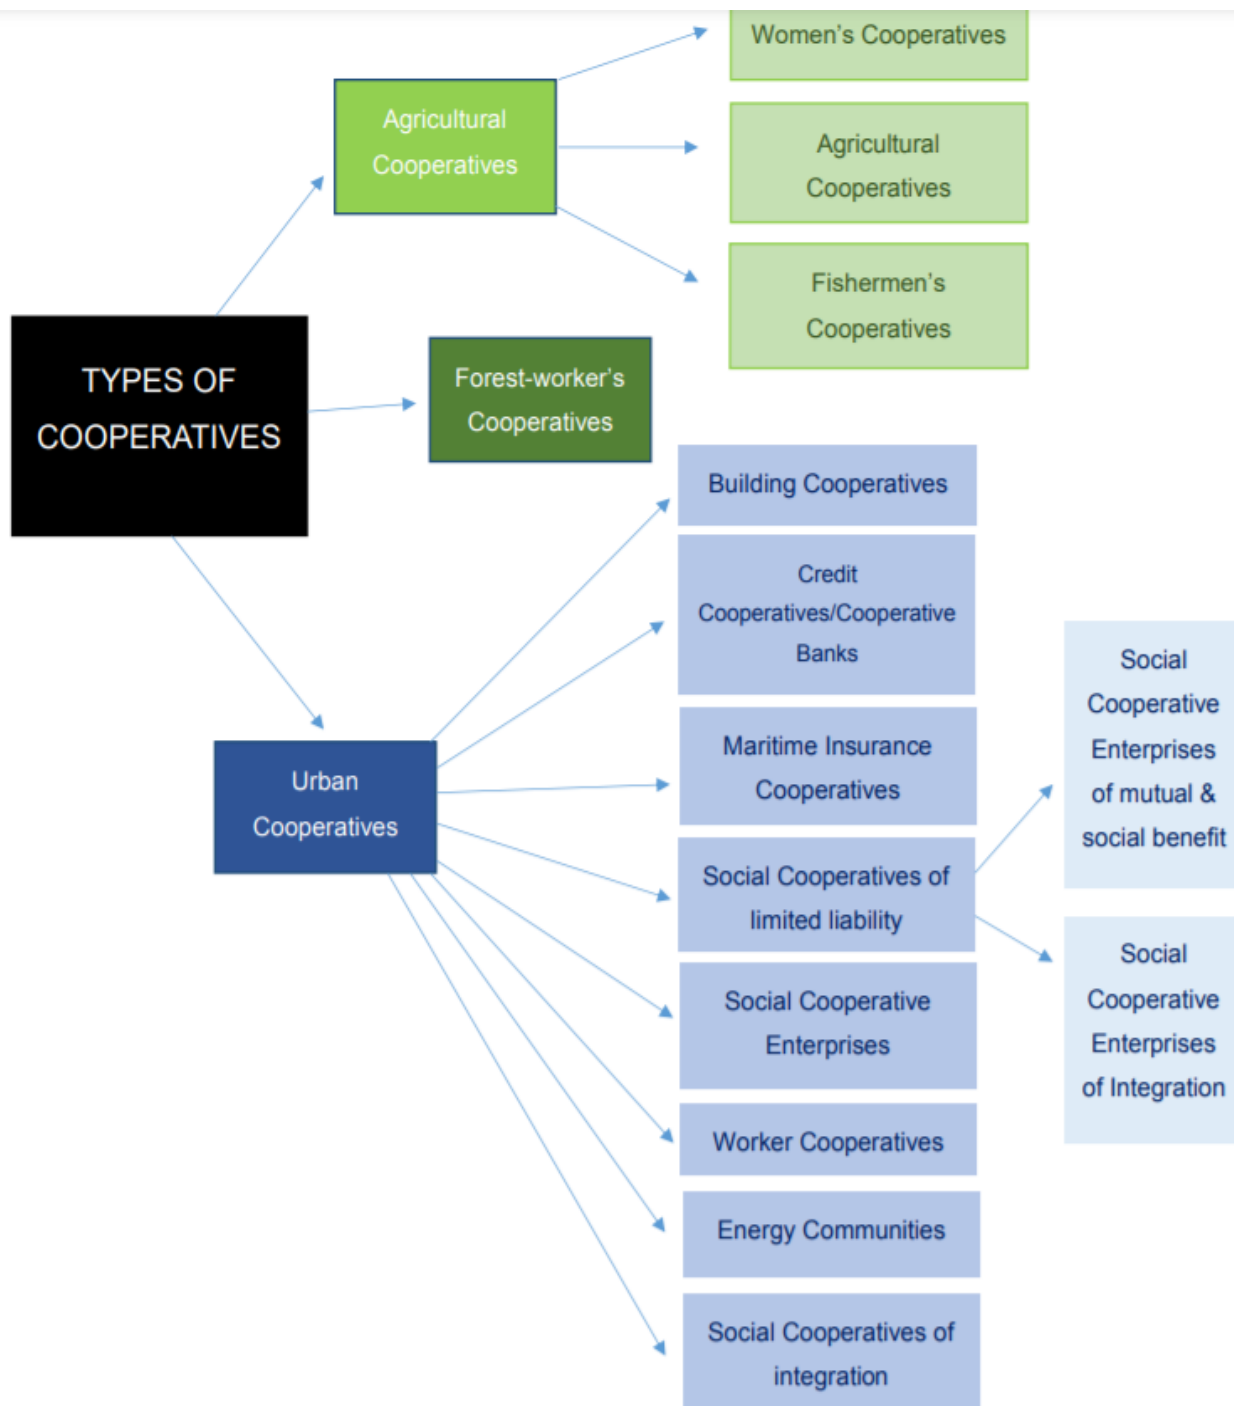 Women’s Cooperatives
Agricultural
Cooperatives
Agricultural
Cooperatives
Fishermen’s
Cooperatives
TYPES OF
COOPERATIVES
Forest-worker’s
Cooperatives
Building Cooperatives
Credit
Cooperatives/Cooperative
Banks
Maritime Insurance
Cooperatives
Urban
Cooperatives
Social Cooperatives of
limited liability
Social
Cooperative
Enterprises
of mutual &
social benefit
Social Cooperative
Enterprises
Social
Cooperative
Enterprises
of Integration
Worker Cooperatives
Energy Communities
Social Cooperatives of
integration